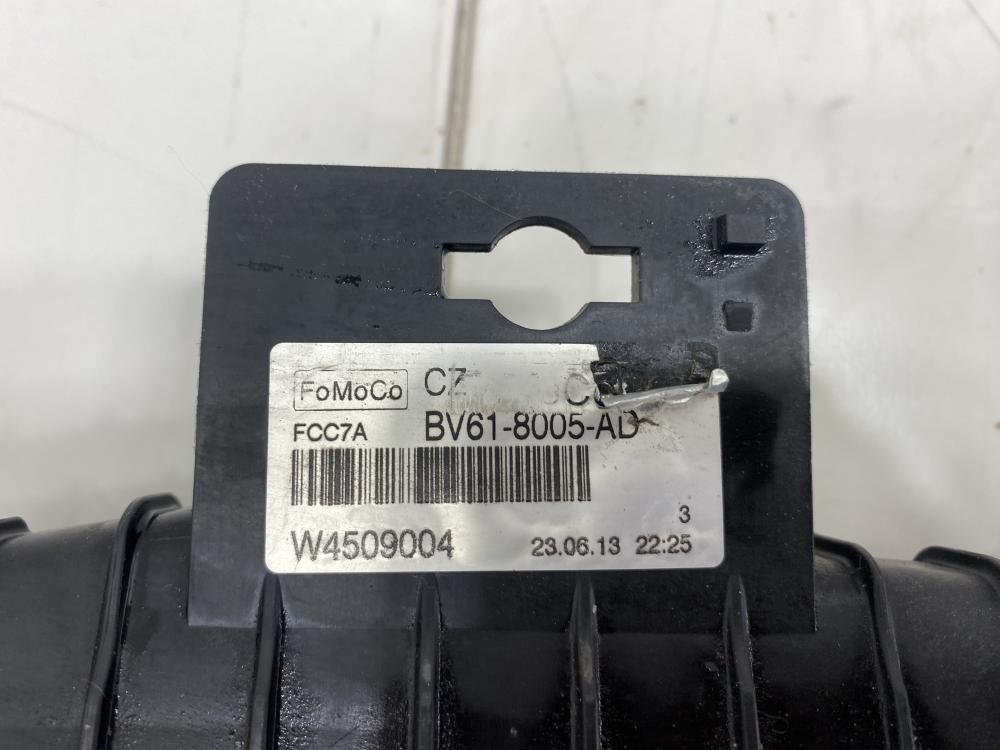 FoMoCo CZ
FCC7A BV61-8005-AD
W4509004
3
23.06.13 22:25